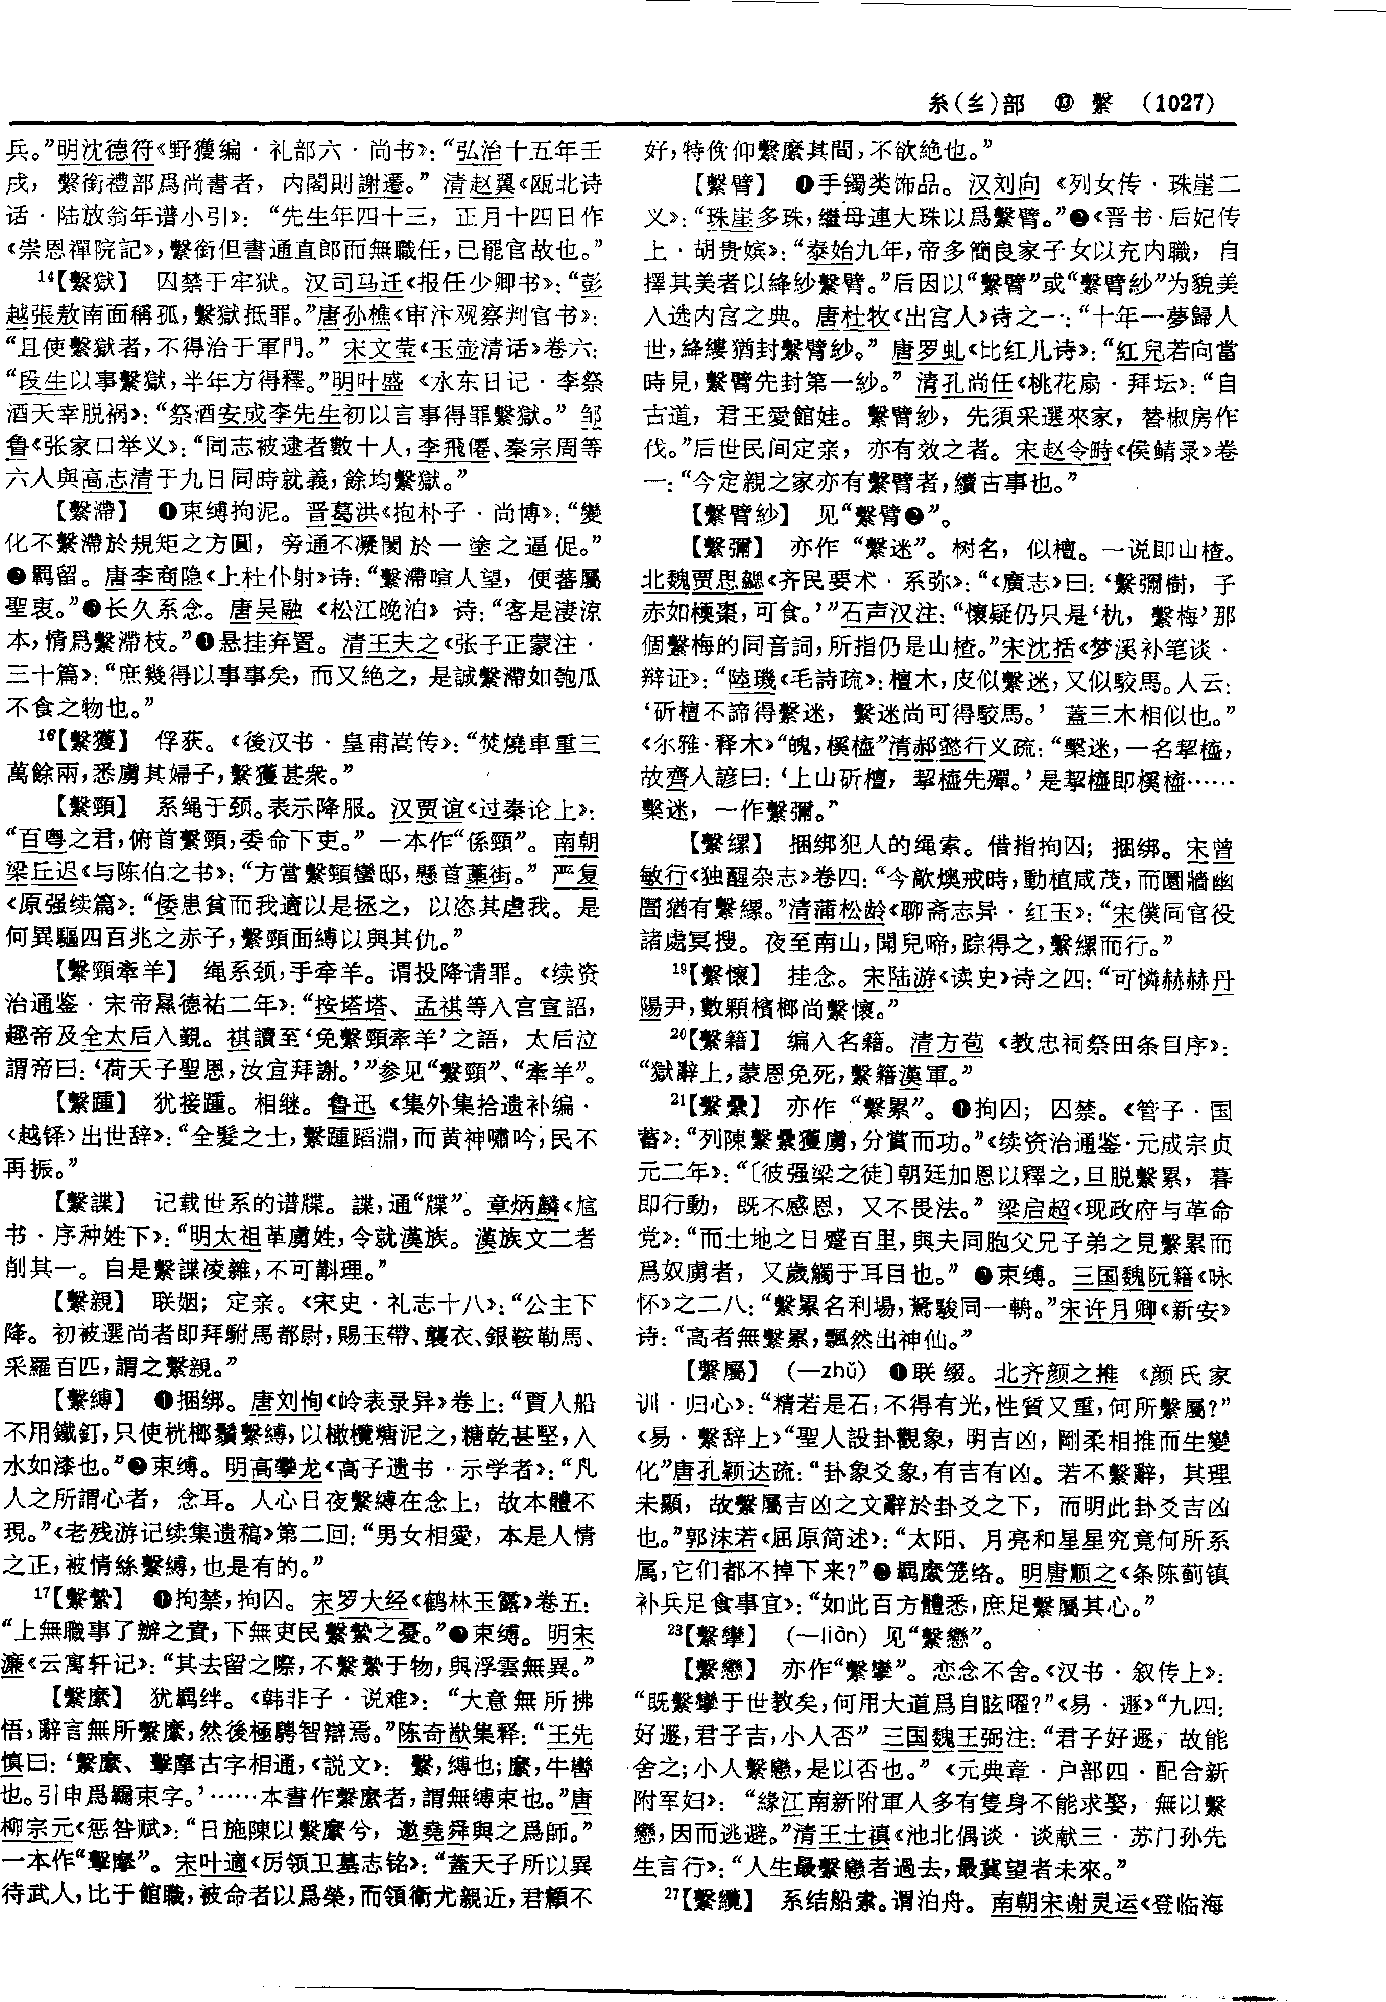 糸(纟)部 ⑬ 繫 (1027)
兵。”明沈德符《野獲编·礼部六·尚书》：“弘治十五年壬
戌，繫銜禮部爲尚書者，内閣則謝遷。”清赵翼《瓯北诗
话·陆放翁年谱小引》：“先生年四十三，正月十四日作
《崇恩禪院記》，繫銜但書通直郎而無職任，已罷官故也。”
14【繫獄】 囚禁于牢狱。汉司马迁《报任少卿书》：“彭
越張敖南面稱孤，繫獄抵罪。”唐孙樵《审汴观察判官书》：
“且使繫獄者，不得治于軍門。”宋文莹《玉壶清话》卷六：
“段生以事繫獄，半年方得釋。”明叶盛《水东日记·李祭
酒天幸脱祸》：“祭酒安成李先生初以言事得罪繫獄。”邹
鲁《张家口举义》：“同志被逮者數十人，李飛僊、秦宗周等
六人與高志清于九日同時就義，餘均繫獄。”
【繫滯】 ❶束缚拘泥。晋葛洪《抱朴子·尚博》：“變
化不繫滯於規矩之方圓，旁通不凝閡於一塗之逼促。”
❷羁留。唐李商隐《上杜仆射》诗：“繫滯喧人望，便蕃屬
聖衷。”❸长久系念。唐吴融《松江晚泊》诗：“客是淒涼
本，情爲繫滯枝。”❹悬挂弃置。清王夫之《张子正蒙注·
三十篇》：“庶幾得以事事矣，而又絶之，是誠繫滯如匏瓜
不食之物也。”
16【繫獲】 俘获。《後汉书·皇甫嵩传》：“焚燒車重三
萬餘兩，悉虜其婦子，繫獲甚衆。”
【繫頸】 系绳于颈。表示降服。汉贾谊《过秦论上》：
“百粤之君，俯首繫頸，委命下吏。”一本作“係頸”。南朝
梁丘迟《与陈伯之书》：“方當繫頸蠻邸，懸首藁街。”严复
《原强续篇》：“倭患貧而我適以是拯之，以恣其虐我。是
何異驅四百兆之赤子，繫頸面縛以與其仇。”
【繫頸牽羊】 绳系颈，手牵羊。谓投降请罪。《续资
治通鉴·宋帝㬎德祐二年》：“按塔塔、孟祺等入宫宣詔，
趣帝及全太后入覲。祺讀至‘免繫頸牽羊’之語，太后泣
謂帝曰：‘荷天子聖恩，汝宜拜謝。’”参见“繫頸”、“牽羊”。
【繫踵】 犹接踵。相继。鲁迅《集外集拾遗补编·
〈越铎〉出世辞》：“全髮之士，繫踵蹈淵，而黄神嘯吟，民不
再振。”
【繫諜】 记载世系的谱牒。諜，通“牒”。章炳麟《訄
书·序种姓下》：“明太祖革虜姓，令就漢族。漢族文二者
削其一。自是繫諜凌雜，不可斠理。”
【繫親】 联姻；定亲。《宋史·礼志十八》：“公主下
降。初被選尚者即拜駙馬都尉，賜玉帶、襲衣、銀鞍勒馬、
采羅百匹，謂之繫親。”
【繫縛】 ❶捆绑。唐刘恂《岭表录异》卷上：“賈人船
不用鐵釘，只使桄榔鬚繫縛，以橄欖糖泥之，糖乾甚堅，入
水如漆也。”❷束缚。明高攀龙《高子遗书·示学者》：“凡
人之所謂心者，念耳。人心日夜繫縛在念上，故本體不
現。”《老残游记续集遗稿》第二回：“男女相愛，本是人情
之正，被情絲繫縛，也是有的。”
17【繫縶】 ❶拘禁，拘囚。宋罗大经《鹤林玉露》卷五：
“上無職事了辦之責，下無吏民繫縶之憂。”❷束缚。明宋
濂《云寓轩记》：“其去留之際，不繫縶于物，與浮雲無異。”
【繫縻】 犹羁绊。《韩非子·说难》：“大意無所拂
悟，辭言無所繫縻，然後極騁智辯焉。”陈奇猷集释：“王先
慎曰：‘繫縻、擊摩古字相通，《説文》：繫，縛也；縻，牛轡
也。引申爲羈束字。’……本書作繫縻者，謂無縛束也。”唐
柳宗元《惩咎赋》：“日施陳以繫縻兮，邀堯舜與之爲師。”
一本作“擊摩”。宋叶適《厉领卫墓志铭》：“蓋天子所以異
待武人，比于館職，被命者以爲榮，而領衛尤親近，君顧不
好，特俛仰繫縻其間，不欲絶也。”
【繫臂】 ❶手镯类饰品。汉刘向《列女传·珠崖二
义》：“珠崖多珠，繼母連大珠以爲繫臂。”❷《晋书·后妃传
上·胡贵嫔》：“泰始九年，帝多簡良家子女以充内職，自
擇其美者以绛紗繫臂。”后因以“繫臂”或“繫臂紗”为貌美
入选内宫之典。唐杜牧《出宫人》诗之一：“十年一夢歸人
世，绛縷猶封繫臂紗。”唐罗虬《比红儿诗》：“紅兒若向當
時見，繫臂先封第一紗。”清孔尚任《桃花扇·拜坛》：“自
古道，君王愛館娃。繫臂紗，先須采選來家，替椒房作
伐。”后世民间定亲，亦有效之者。宋赵令畤《侯鲭录》卷
一：“今定親之家亦有繫臂者，續古事也。”
【繫臂紗】 见“繫臂❷”。
【繫彌】 亦作“繫迷”。树名，似檀。一说即山楂。
北魏贾思勰《齐民要术·系弥》：“《廣志》曰：‘繫彌樹，子
赤如楰棗，可食。’”石声汉注：“懷疑仍只是‘朹，繫梅’那
個繫梅的同音詞，所指仍是山楂。”宋沈括《梦溪补笔谈·
辩证》：“陸璣《毛詩疏》：檀木，皮似繫迷，又似駮馬。人云：
‘斫檀不諦得繫迷，繫迷尚可得駮馬。’蓋三木相似也。”
《尔雅·释木》“魄，榽橀”清郝懿行义疏：“檕迷，一名挈橀，
故齊人諺曰：‘上山斫檀，挈橀先殫。’是挈橀即榽橀……
檕迷，一作繫彌。”
【繫缧】 捆绑犯人的绳索。借指拘囚；捆绑。宋曾
敏行《独醒杂志》卷四：“今歊燠戒時，動植咸茂，而圜牆幽
圄猶有繫缧。”清蒲松龄《聊斋志异·红玉》：“宋僕同官役
諸處冥搜。夜至南山，聞兒啼，踪得之，繫缧而行。”
19【繫懷】 挂念。宋陆游《读史》诗之四：“可憐赫赫丹
陽尹，數顆檳榔尚繫懷。”
20【繫籍】 编入名籍。清方苞《教忠祠祭田条目序》：
“獄辭上，蒙恩免死，繫籍漢軍。”
21【繫纍】 亦作“繫累”。❶拘囚；囚禁。《管子·国
蓄》：“列陳繫纍獲虜，分賞而功。”《续资治通鉴·元成宗贞
元二年》：“〔彼强梁之徒〕朝廷加恩以釋之，旦脱繫累，暮
即行動，既不感恩，又不畏法。”梁启超《现政府与革命
党》：“而土地之日蹙百里，與夫同胞父兄子弟之見繫累而
爲奴虜者，又歲觸于耳目也。”❷束缚。三国魏阮籍《咏
怀》之二八：“繫累名利場，駑駿同一輈。”宋许月卿《新安》
诗：“高者無繫累，飄然出神仙。”
【繫屬】 (—zhǔ) ❶联缀。北齐颜之推《颜氏家
训·归心》：“精若是石，不得有光，性質又重，何所繫屬？”
《易·繫辞上》“聖人設卦觀象，明吉凶，剛柔相推而生變
化”唐孔颖达疏：“卦象爻象，有吉有凶。若不繫辭，其理
未顯，故繫屬吉凶之文辭於卦爻之下，而明此卦爻吉凶
也。”郭沫若《屈原简述》：“太阳、月亮和星星究竟何所系
属，它们都不掉下来？”❷羁縻笼络。明唐顺之《条陈蓟镇
补兵足食事宜》：“如此百方體悉，庶足繫屬其心。”
23【繫攣】 (—liàn) 见“繫戀”。
【繫戀】 亦作“繫攣”。恋念不舍。《汉书·叙传上》：
“既繫攣于世教矣，何用大道爲自眩曜？”《易·遯》“九四：
好遯，君子吉，小人否”三国魏王弼注：“君子好遯，故能
舍之；小人繫戀，是以否也。”《元典章·户部四·配合新
附军妇》：“緣江南新附軍人多有隻身不能求娶，無以繫
戀，因而逃避。”清王士禛《池北偶谈·谈献三·苏门孙先
生言行》：“人生最繫戀者過去，最冀望者未來。”
27【繫纜】 系结船索。谓泊舟。南朝宋谢灵运《登临海